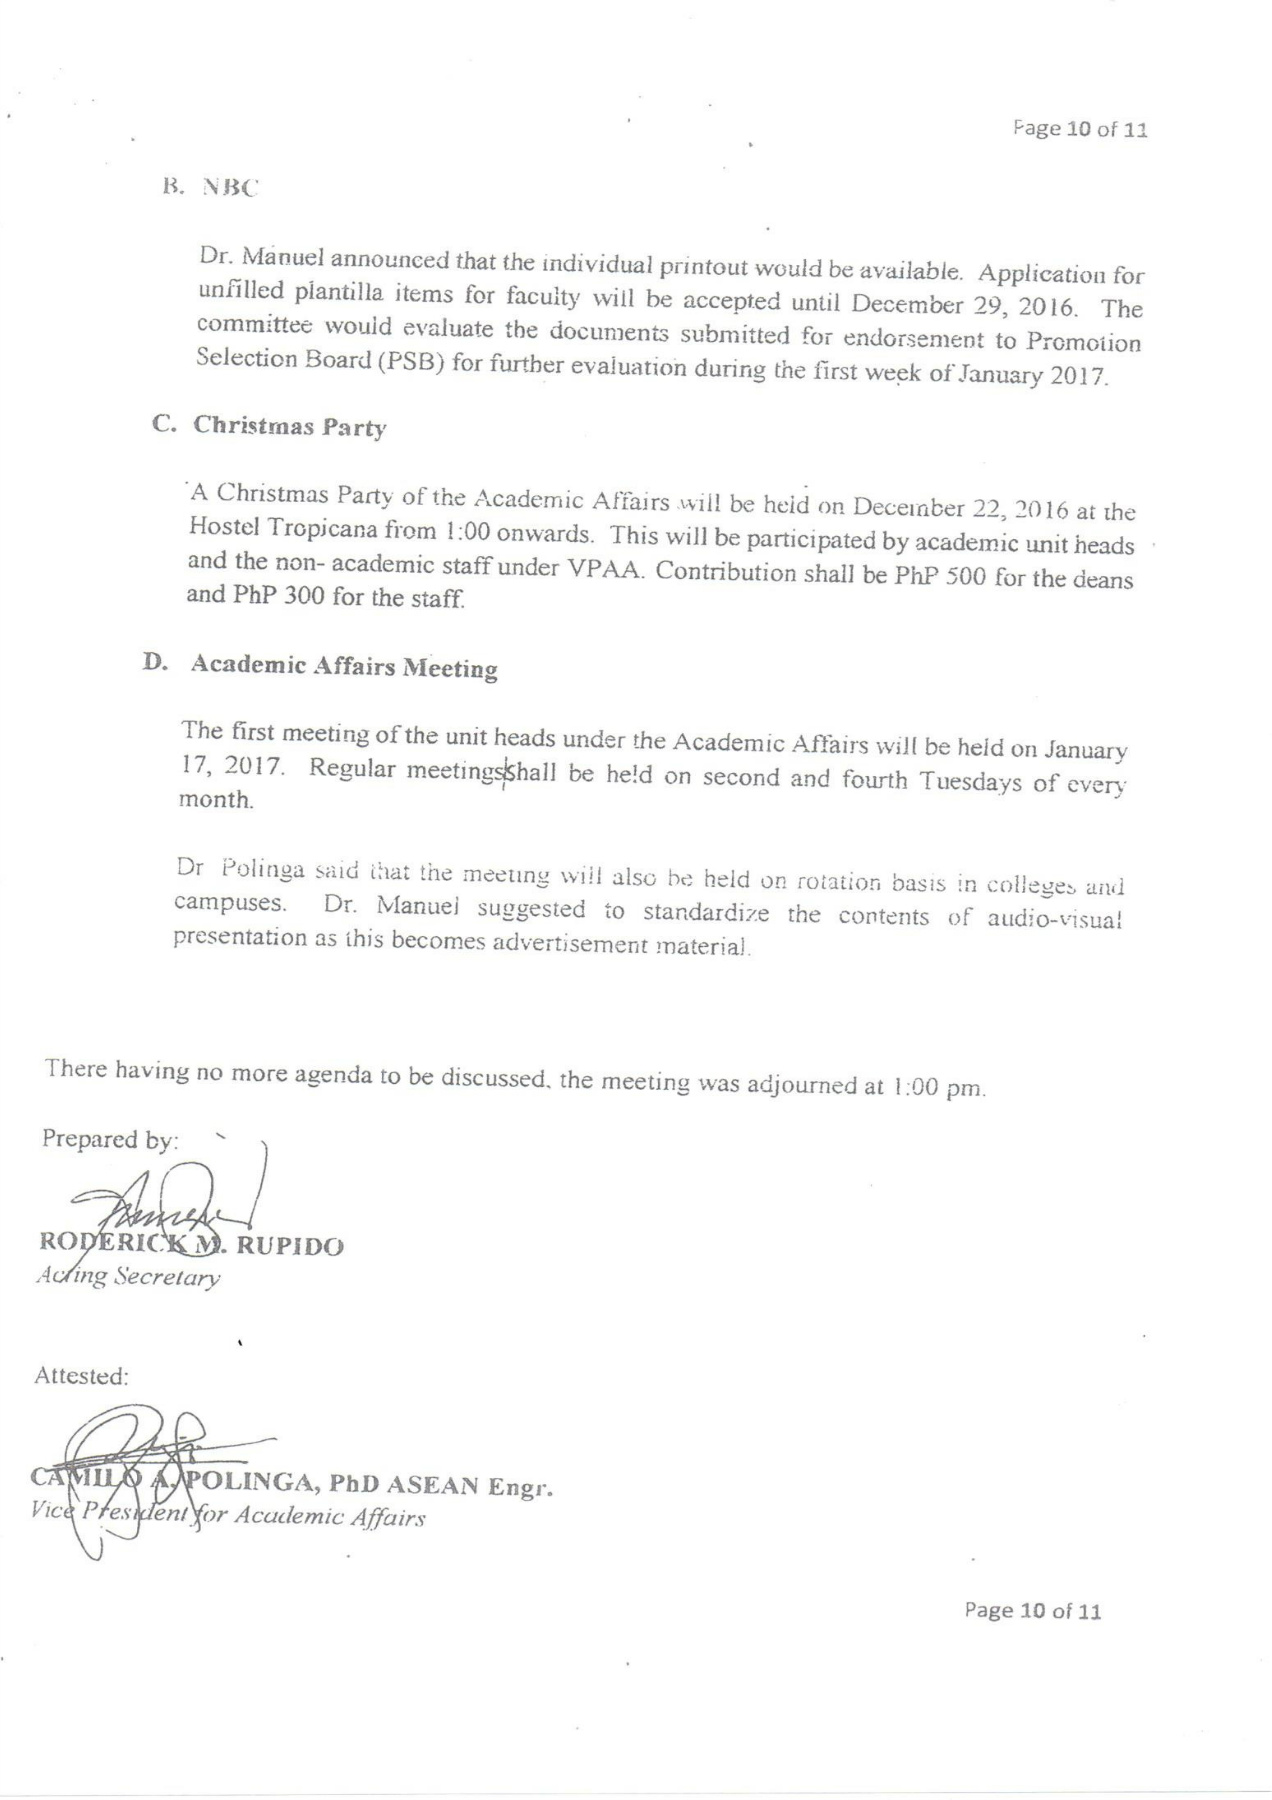 Page 10 of 11
B. NBC
Dr. Manuel announced that the individual printout would be available. Application for
unfilled plantilla items for faculty will be accepted until December 29, 2016. The
committee would evaluate the documents submitted for endorsement to Promotion
Selection Board (PSB) for further evaluation during the first week of January 2017.
C. Christmas Party
A Christmas Party of the Academic Affairs will be held on December 22, 2016 at the
Hostel Tropicana from 1:00 onwards. This will be participated by academic unit heads
and the non- academic staff under VPAA. Contribution shall be PhP 500 for the deans
and PhP 300 for the staff.
D. Academic Affairs Meeting
The first meeting of the unit heads under the Academic Affairs will be held on January
17, 2017. Regular meetingsshall be held on second and fourth Tuesdays of every
month.
Dr Polinga said that the meeting will also be held on rotation basis in colleges and
campuses. Dr. Manuel suggested to standardize the contents of audio-visual
presentation as this becomes advertisement material.
There having no more agenda to be discussed, the meeting was adjourned at 1:00 pm.
Prepared by:
RODERICK M. RUPIDO
Acting Secretary
Attested:
CAMILO A. POLINGA, PhD ASEAN Engr.
Vice President for Academic Affairs
Page 10 of 11